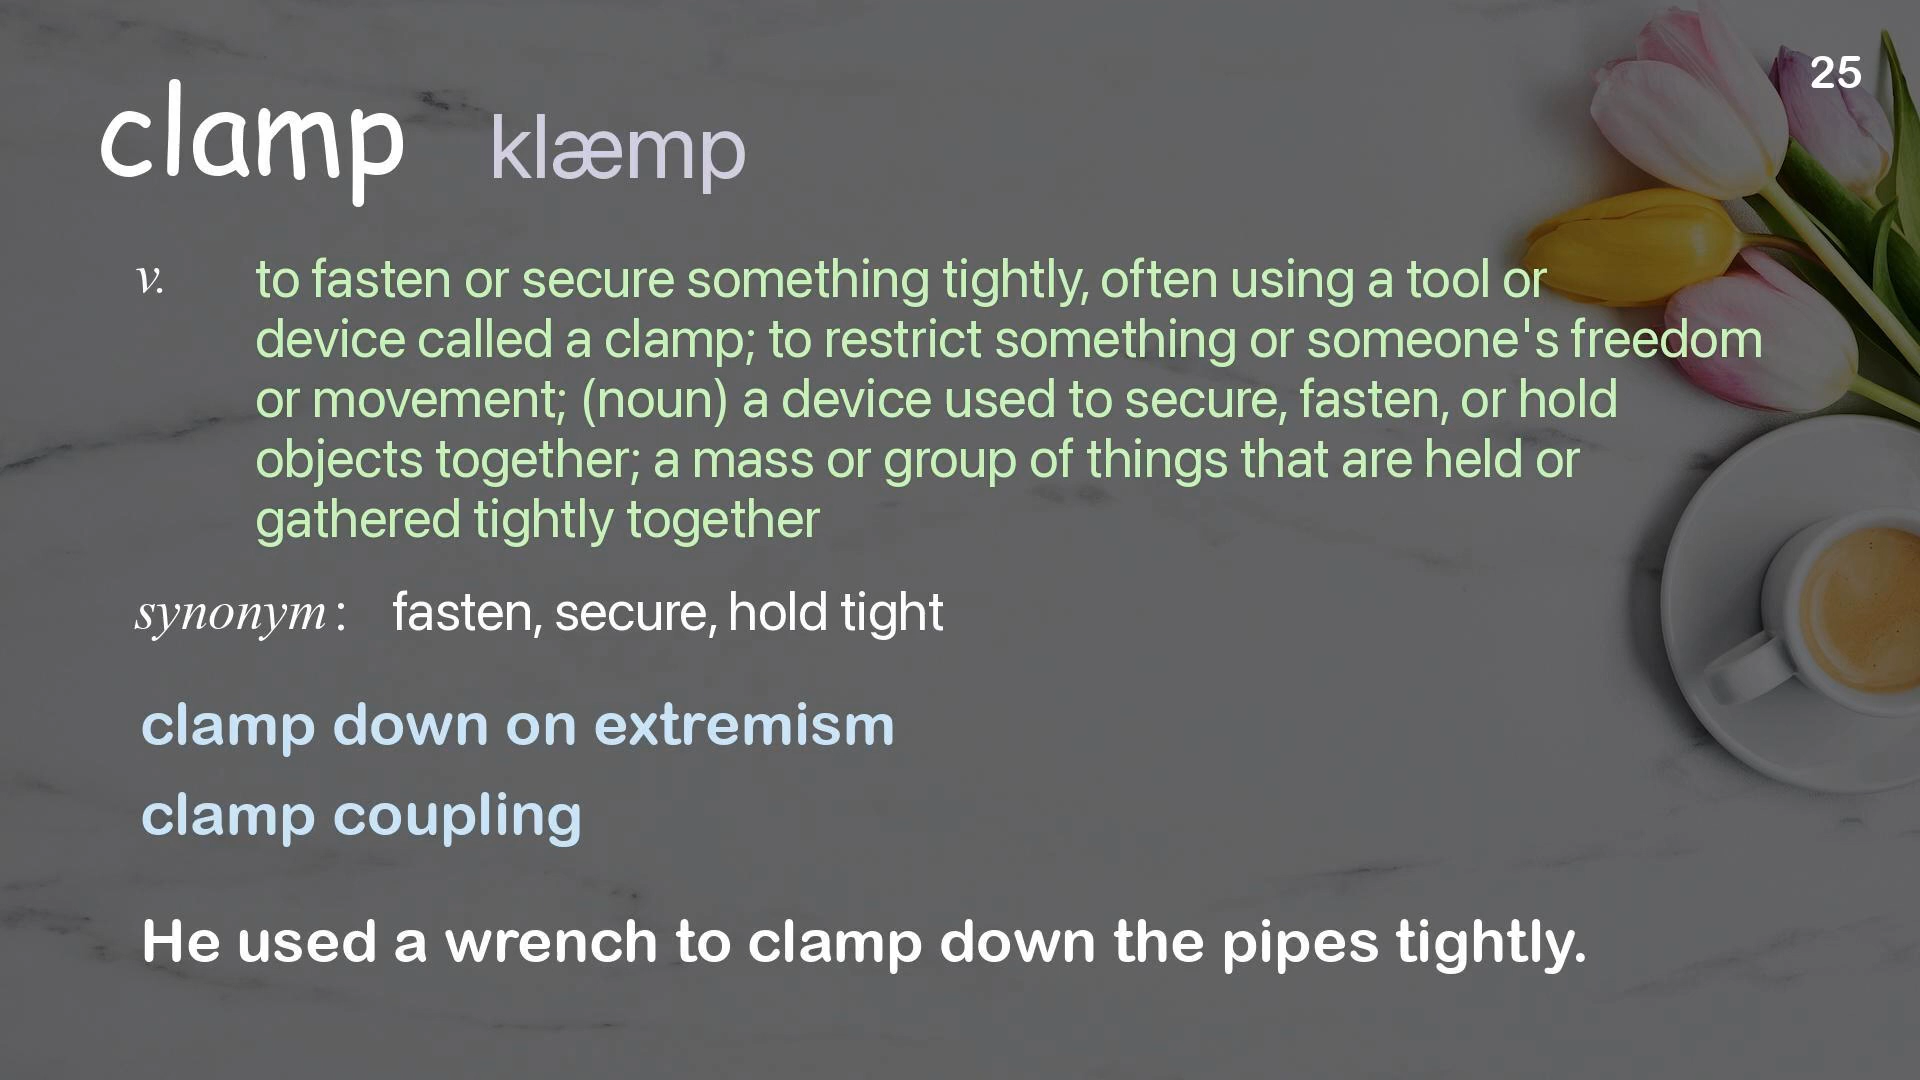 25
clamp klæmp
v. to fasten or secure something tightly, often using a tool or
device called a clamp; to restrict something or someone's freedom
or movement; (noun) a device used to secure, fasten, or hold
objects together; a mass or group of things that are held or
gathered tightly together
synonym: fasten, secure, hold tight
clamp down on extremism
clamp coupling
He used a wrench to clamp down the pipes tightly.